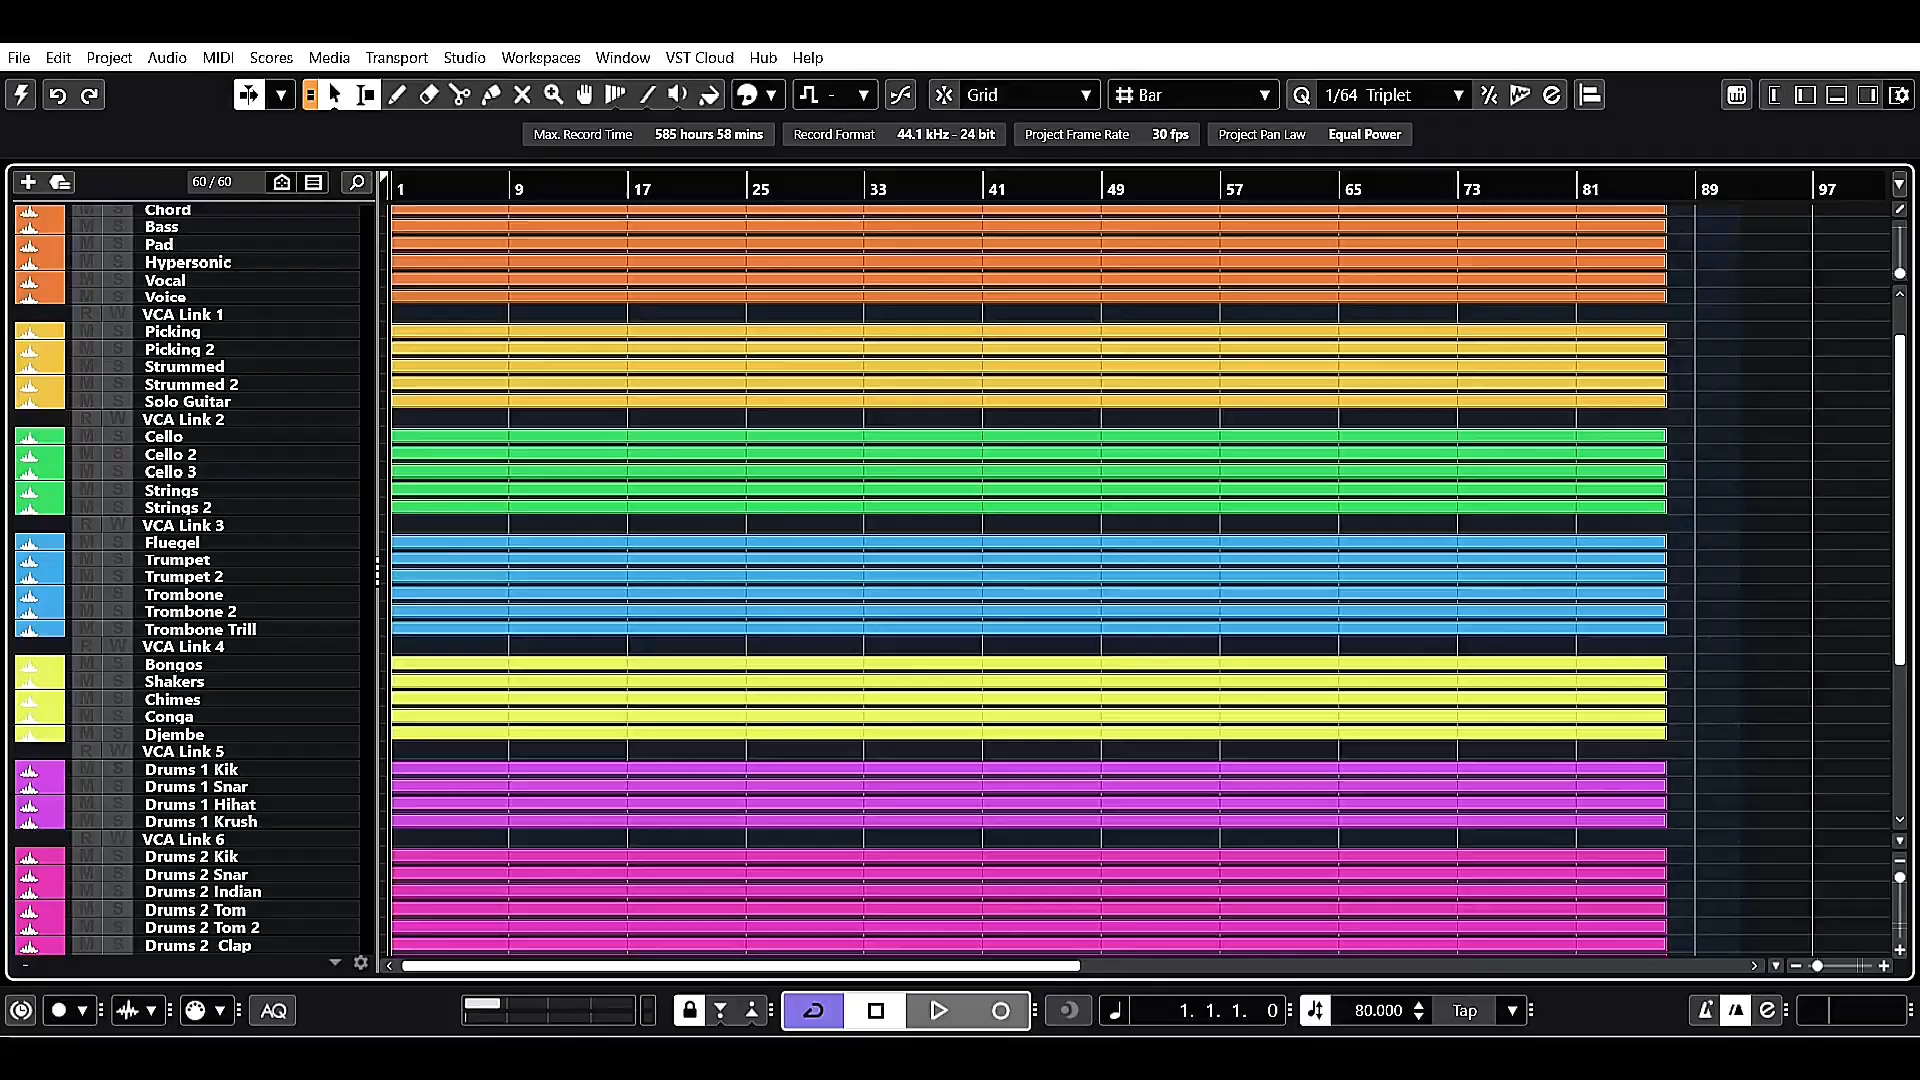 File Edit Project Audio MIDI Scores Media Transport Studio Workspaces Window VST Cloud Hub Help
Grid Bar Q 1/64 Triplet
Max. Record Time 585 hours 58 mins Record Format 44.1 kHz - 24 bit Project Frame Rate 30 fps Project Pan Law Equal Power
60 / 60
1 9 17 25 33 41 49 57 65 73 81 89 97
M S Chord
M S Bass
M S Pad
M S Hypersonic
M S Vocal
M S Voice
R W VCA Link 1
M S Picking
M S Picking 2
M S Strummed
M S Strummed 2
M S Solo Guitar
R W VCA Link 2
M S Cello
M S Cello 2
M S Cello 3
M S Strings
M S Strings 2
R W VCA Link 3
M S Fluegel
M S Trumpet
M S Trumpet 2
M S Trombone
M S Trombone 2
M S Trombone Trill
R W VCA Link 4
M S Bongos
M S Shakers
M S Chimes
M S Conga
M S Djembe
R W VCA Link 5
M S Drums 1 Kik
M S Drums 1 Snar
M S Drums 1 Hihat
M S Drums 1 Krush
R W VCA Link 6
M S Drums 2 Kik
M S Drums 2 Snar
M S Drums 2 Indian
M S Drums 2 Tom
M S Drums 2 Tom 2
M S Drums 2 Clap
AQ 1. 1. 1. 0 80.000 Tap